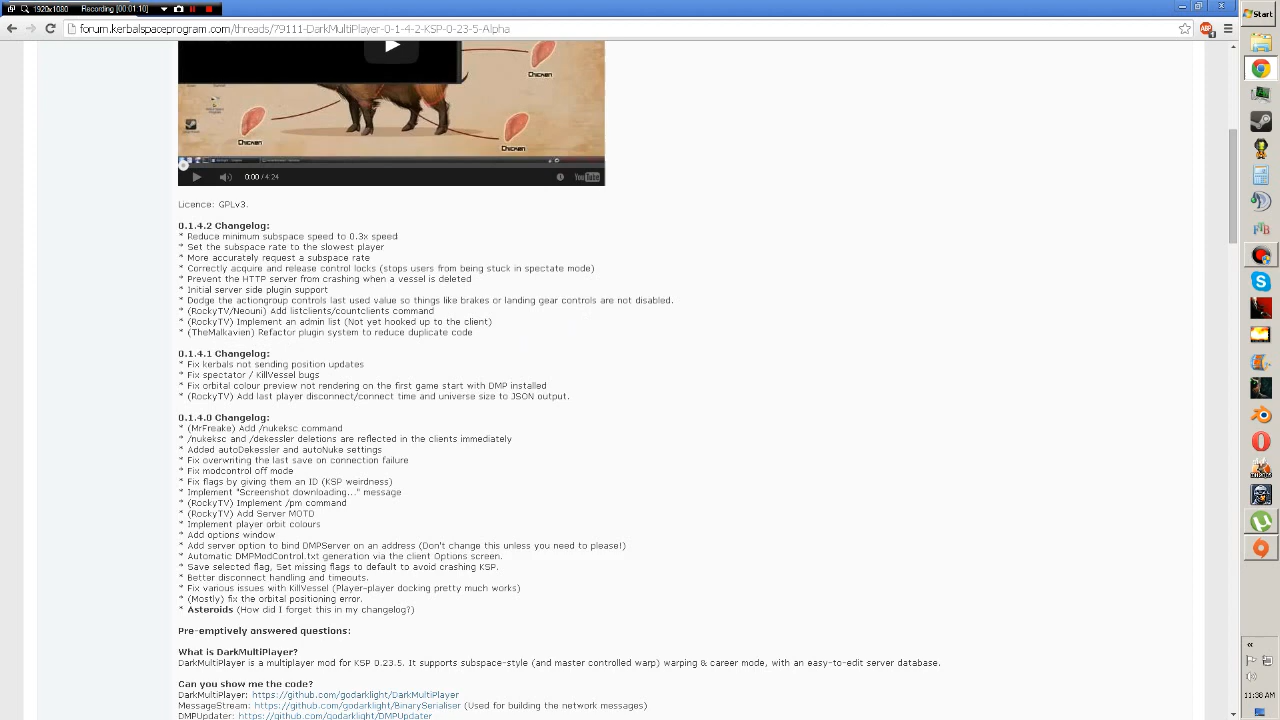 1920x1080 Recording [00:01:10]
Start
forum.kerbalspaceprogram.com/threads/79111-DarkMultiPlayer-0-1-4-2-KSP-0-23-5-Alpha
Chicken
Chicken
Chicken
0:00 / 4:24
YouTube
Licence: GPLv3.
0.1.4.2 Changelog:
* Reduce minimum subspace speed to 0.3x speed
* Set the subspace rate to the slowest player
* More accurately request a subspace rate
* Correctly acquire and release control locks (stops users from being stuck in spectate mode)
* Prevent the HTTP server from crashing when a vessel is deleted
* Initial server side plugin support
* Dodge the actiongroup controls last used value so things like brakes or landing gear controls are not disabled.
* (RockyTV/Neouni) Add listclients/countclients command
* (RockyTV) Implement an admin list (Not yet hooked up to the client)
* (TheMalkavien) Refactor plugin system to reduce duplicate code
0.1.4.1 Changelog:
* Fix kerbals not sending position updates
* Fix spectator / KillVessel bugs
* Fix orbital colour preview not rendering on the first game start with DMP installed
* (RockyTV) Add last player disconnect/connect time and universe size to JSON output.
0.1.4.0 Changelog:
* (MrFreake) Add /nukeksc command
* /nukeksc and /dekessler deletions are reflected in the clients immediately
* Added autoDekessler and autoNuke settings
* Fix overwriting the last save on connection failure
* Fix modcontrol off mode
* Fix flags by giving them an ID (KSP weirdness)
* Implement "Screenshot downloading..." message
* (RockyTV) Implement /pm command
* (RockyTV) Add Server MOTD
* Implement player orbit colours
* Add options window
* Add server option to bind DMPServer on an address (Don't change this unless you need to please!)
* Automatic DMPModControl.txt generation via the client Options screen.
* Save selected flag, Set missing flags to default to avoid crashing KSP.
* Better disconnect handling and timeouts.
* Fix various issues with KillVessel (Player-player docking pretty much works)
* (Mostly) fix the orbital positioning error.
* Asteroids (How did I forget this in my changelog?)
Pre-emptively answered questions:
What is DarkMultiPlayer?
DarkMultiPlayer is a multiplayer mod for KSP 0.23.5. It supports subspace-style (and master controlled warp) warping & career mode, with an easy-to-edit server database.
Can you show me the code?
DarkMultiPlayer: https://github.com/godarklight/DarkMultiPlayer
MessageStream: https://github.com/godarklight/BinarySerialiser (Used for building the network messages)
DMPUpdater: https://github.com/godarklight/DMPUpdater
11:36 AM